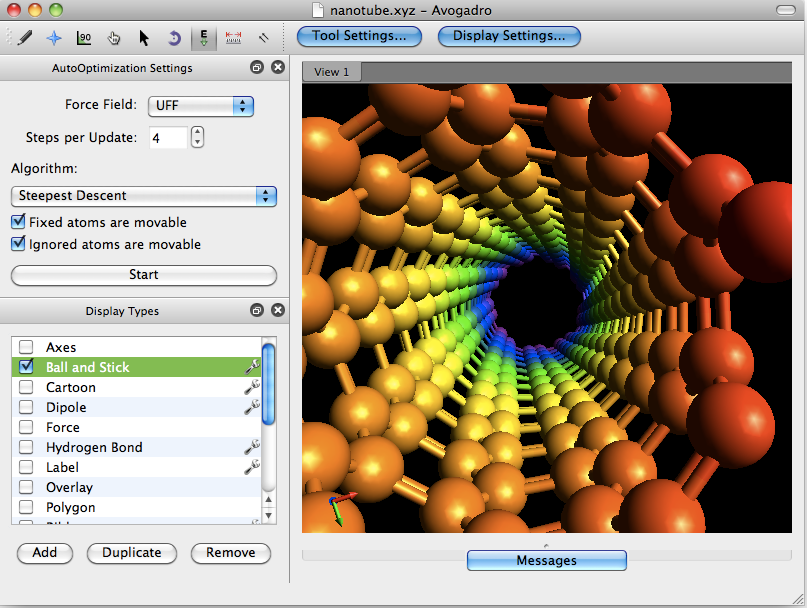 nanotube.xyz – Avogadro
90
E
Tool Settings...
Display Settings...
AutoOptimization Settings
Force Field: UFF
Steps per Update: 4
Algorithm:
Steepest Descent
Fixed atoms are movable
Ignored atoms are movable
Start
Display Types
Axes
Ball and Stick
Cartoon
Dipole
Force
Hydrogen Bond
Label
Overlay
Polygon
Add
Duplicate
Remove
View 1
Messages